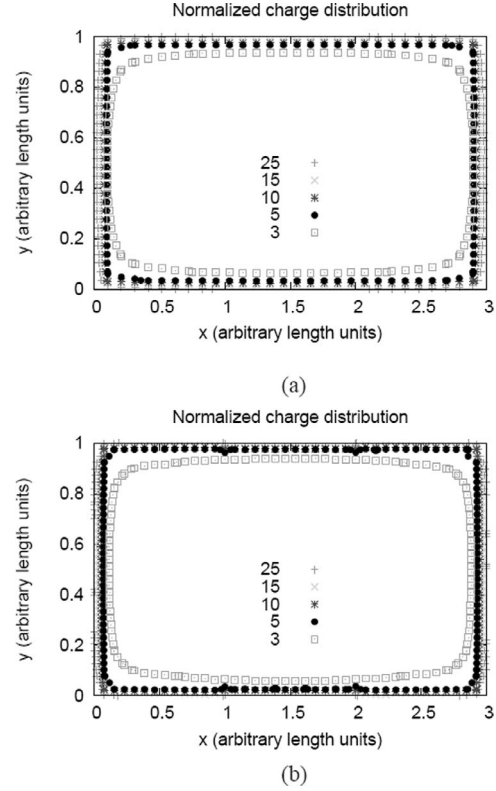 Normalized charge distribution
1
0.8
0.6
0.4
0.2
0
y (arbitrary length units)
25
15
10
5
3
0 0.5 1 1.5 2 2.5 3
x (arbitrary length units)
(a)
Normalized charge distribution
1
0.8
0.6
0.4
0.2
0
y (arbitrary length units)
25
15
10
5
3
0 0.5 1 1.5 2 2.5 3
x (arbitrary length units)
(b)